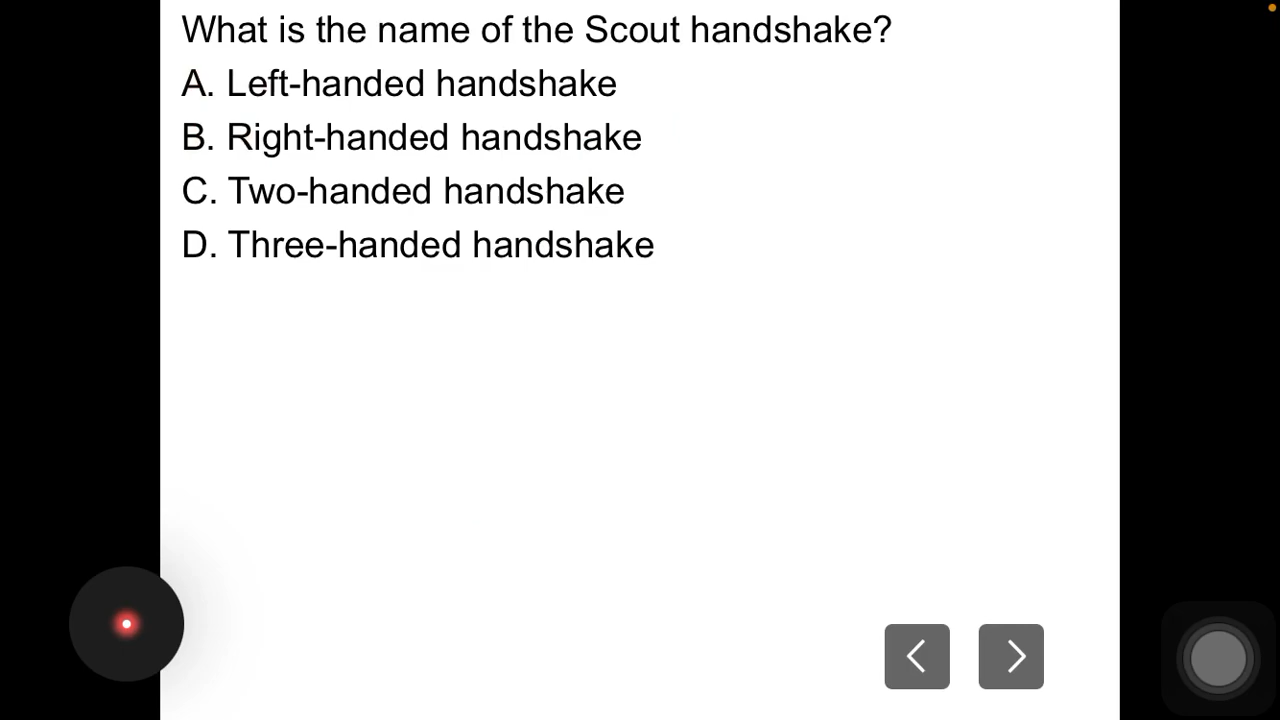 What is the name of the Scout handshake?
A. Left-handed handshake
B. Right-handed handshake
C. Two-handed handshake
D. Three-handed handshake